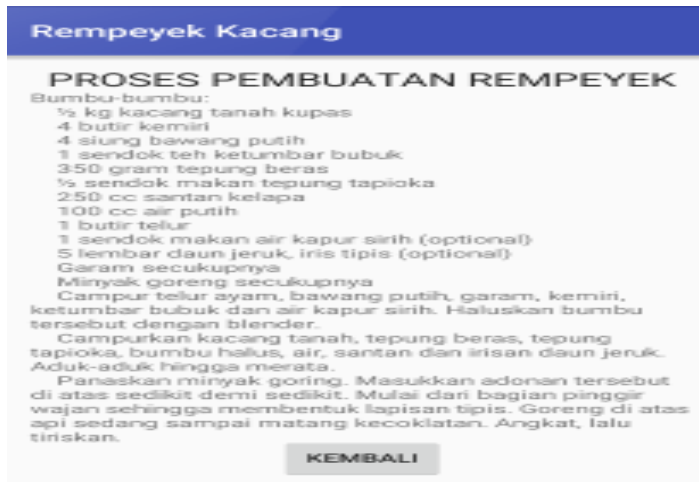 Rempeyek Kacang
PROSES PEMBUATAN REMPEYEK
Bumbu-bumbu:
½ kg kacang tanah kupas
4 butir kemiri
4 siung bawang putih
1 sendok teh ketumbar bubuk
350 gram tepung beras
½ sendok makan tepung tapioka
250 cc santan kelapa
100 cc air putih
1 butir telur
1 sendok makan air kapur sirih (optional)
5 lembar daun jeruk, iris tipis (optional)
Garam secukupnya
Minyak goreng secukupnya
Campur telur ayam, bawang putih, garam, kemiri,
ketumbar bubuk dan air kapur sirih. Haluskan bumbu
tersebut dengan blender.
Campurkan kacang tanah, tepung beras, tepung
tapioka, bumbu halus, air, santan dan irisan daun jeruk.
Aduk-aduk hingga merata.
Panaskan minyak goring. Masukkan adonan tersebut
di atas sedikit demi sedikit. Mulai dari bagian pinggir
wajan sehingga membentuk lapisan tipis. Goreng di atas
api sedang sampai matang kecoklatan. Angkat, lalu
tiriskan.
KEMBALI